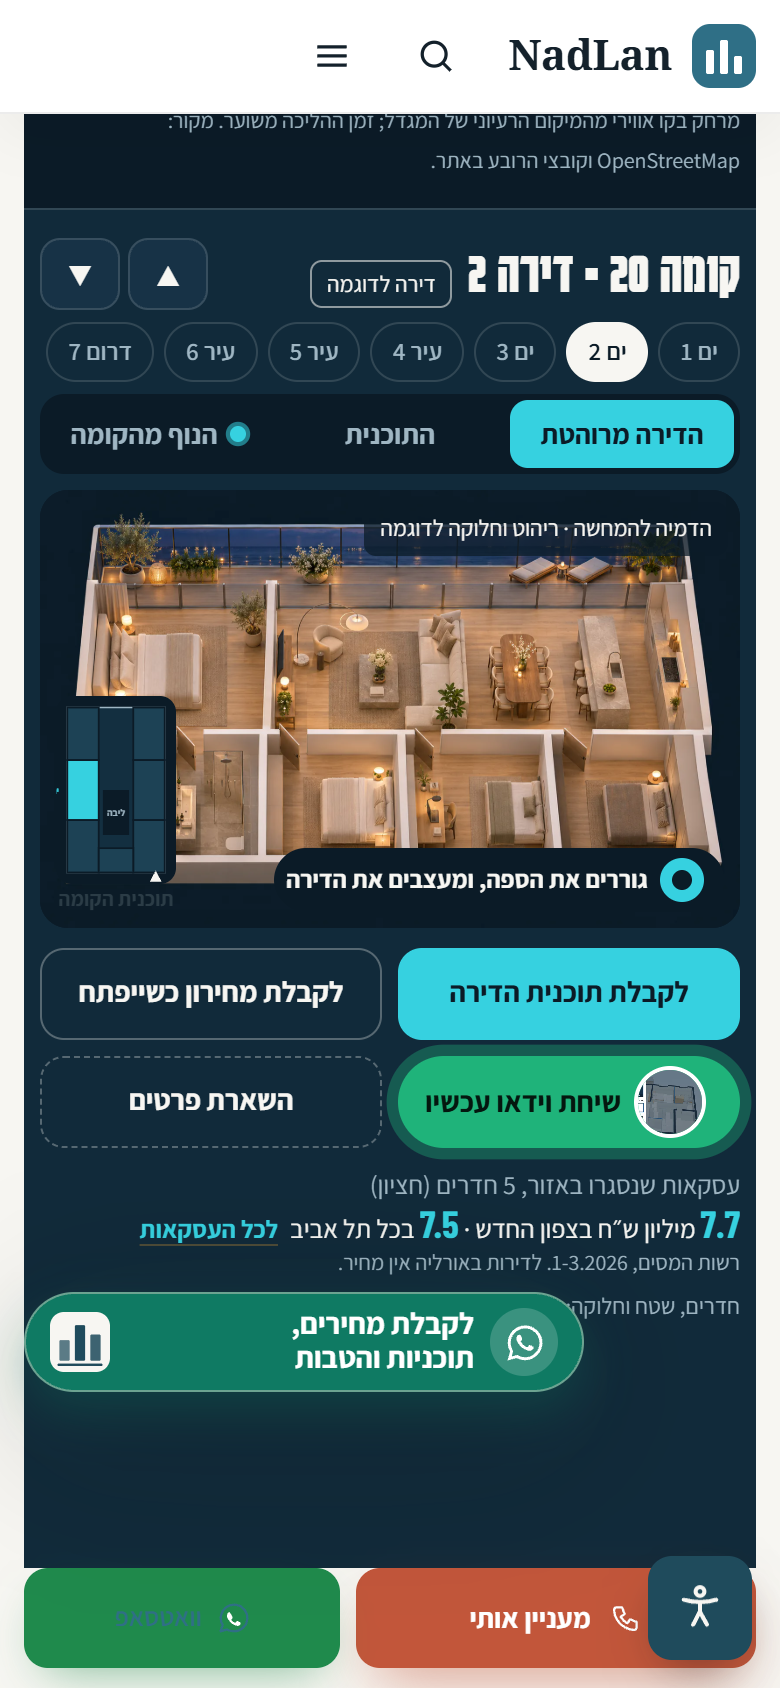 NadLan
מרחק בקו אווירי מהמיקום הרעיוני של המגדל; זמן ההליכה משוער. מקור:
OpenStreetMap וקובצי הרובע באתר.
קומה 20 · דירה 2
דירה לדוגמה
▲
▼
ים 1
ים 2
ים 3
עיר 4
עיר 5
עיר 6
דרום 7
הדירה מרוהטת
התוכנית
הנוף מהקומה
הדמיה להמחשה · ריהוט וחלוקה לדוגמה
ליבה
תוכנית הקומה
גוררים את הספה, ומעצבים את הדירה
לקבלת תוכנית הדירה
לקבלת מחירון כשייפתח
שיחת וידאו עכשיו
השארת פרטים
עסקאות שנסגרו באזור, 5 חדרים (חציון)
7.7 מיליון ש״ח בצפון החדש · 7.5 בכל תל אביב לכל העסקאות
רשות המסים, 1-3.2026. לדירות באורליה אין מחיר.
חדרים, שטח וחלוקה:
לקבלת מחירים,
תוכניות והטבות
מעניין אותי
וואטסאפ